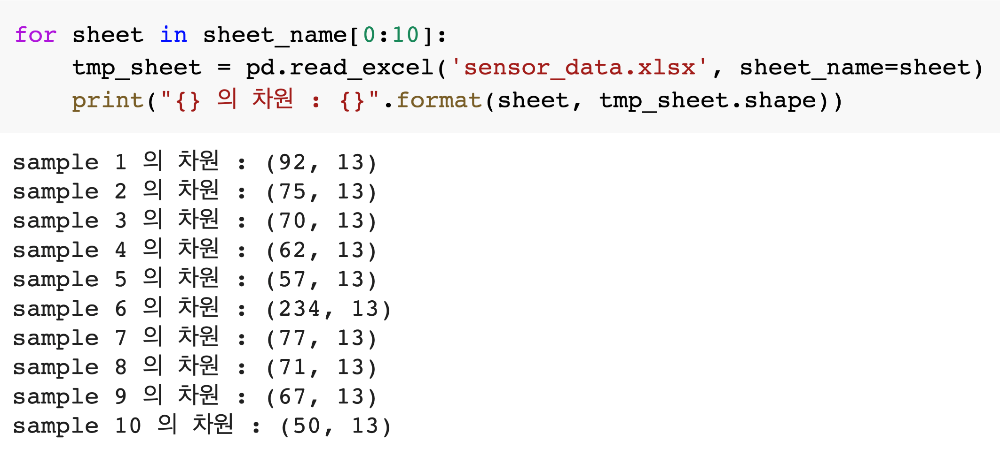 for sheet in sheet_name[0:10]:
    tmp_sheet = pd.read_excel('sensor_data.xlsx', sheet_name=sheet)
    print("{} 의 차원 : {}".format(sheet, tmp_sheet.shape))
sample 1 의 차원 : (92, 13)
sample 2 의 차원 : (75, 13)
sample 3 의 차원 : (70, 13)
sample 4 의 차원 : (62, 13)
sample 5 의 차원 : (57, 13)
sample 6 의 차원 : (234, 13)
sample 7 의 차원 : (77, 13)
sample 8 의 차원 : (71, 13)
sample 9 의 차원 : (67, 13)
sample 10 의 차원 : (50, 13)